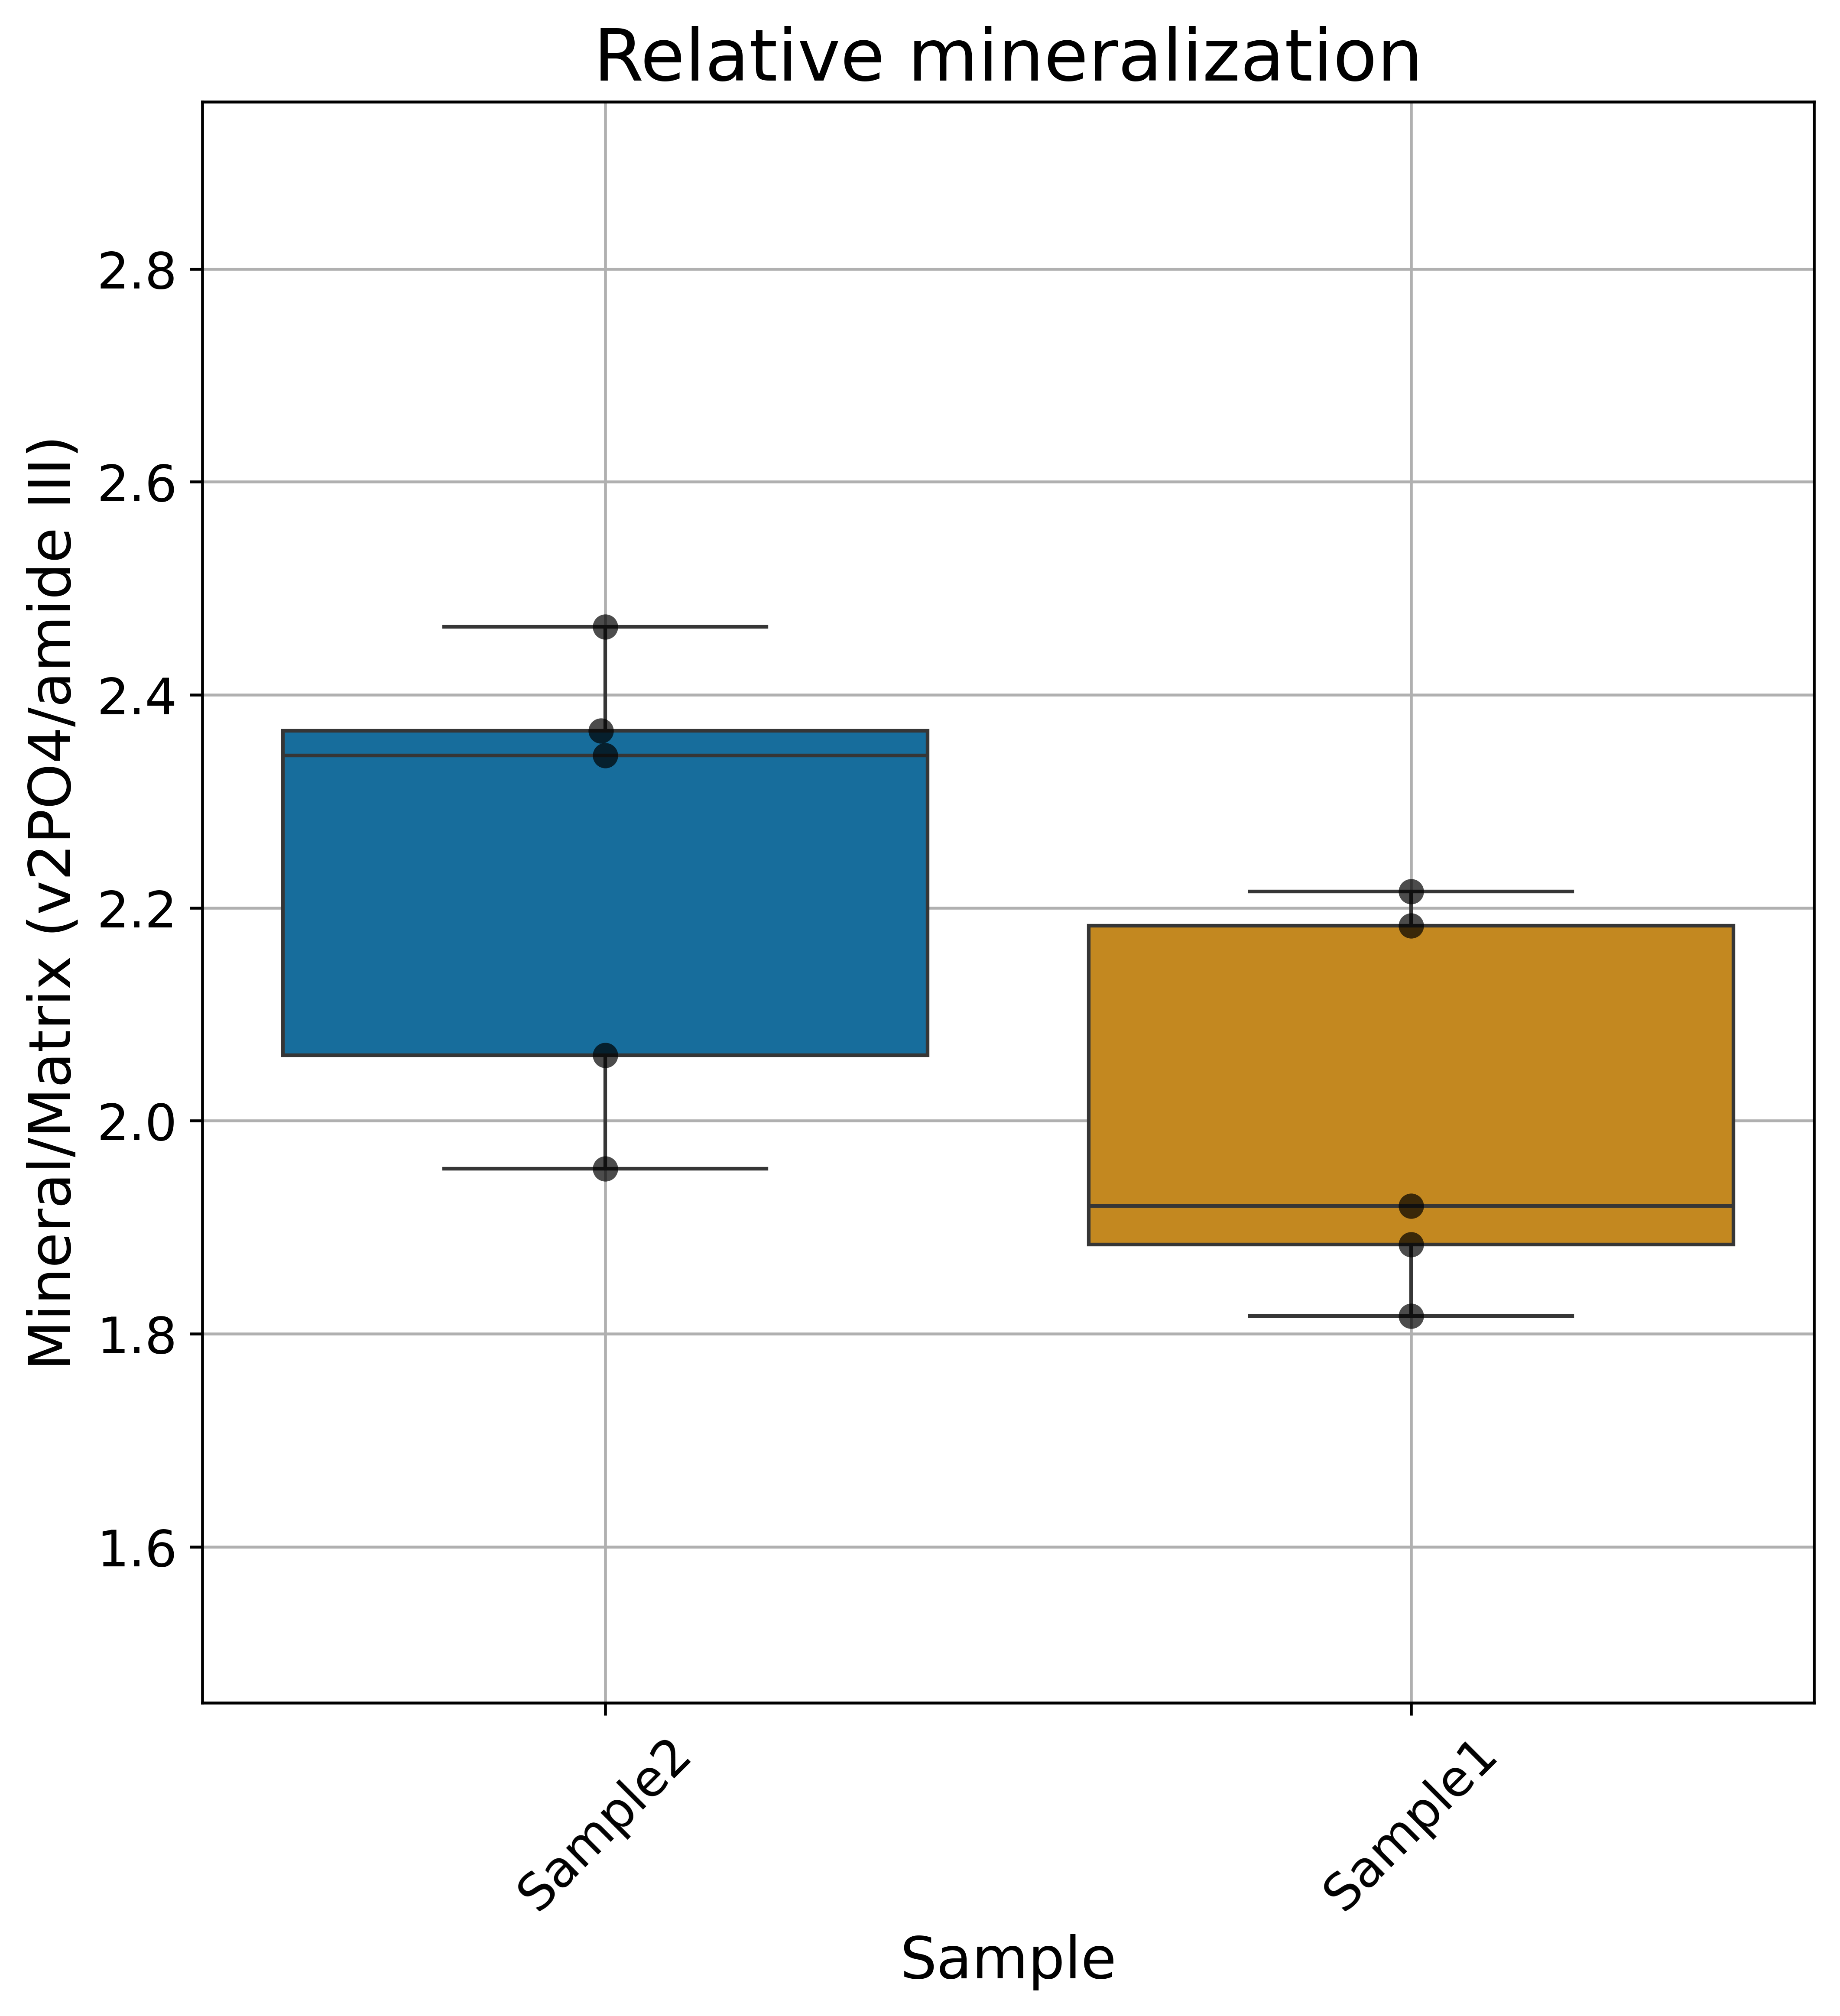 Relative mineralization
Mineral/Matrix (v2PO4/amide III)
2.8
2.6
2.4
2.2
2.0
1.8
1.6
Sample2
Sample1
Sample